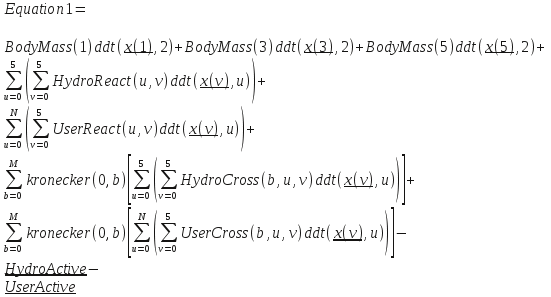 Equation 1 =
BodyMass(1) ddt(x(1), 2) + BodyMass(3) ddt(x(3), 2) + BodyMass(5) ddt(x(5), 2) +
∑_{u=0}^{5} ( ∑_{v=0}^{5} HydroReact(u, v) ddt(x(v), u) ) +
∑_{u=0}^{N} ( ∑_{v=0}^{5} UserReact(u, v) ddt(x(v), u) ) +
∑_{b=0}^{M} kronecker(0, b) [ ∑_{u=0}^{5} ( ∑_{v=0}^{5} HydroCross(b, u, v) ddt(x(v), u) ) ] +
∑_{b=0}^{M} kronecker(0, b) [ ∑_{u=0}^{N} ( ∑_{v=0}^{5} UserCross(b, u, v) ddt(x(v), u) ) ] −
HydroActive −
UserActive